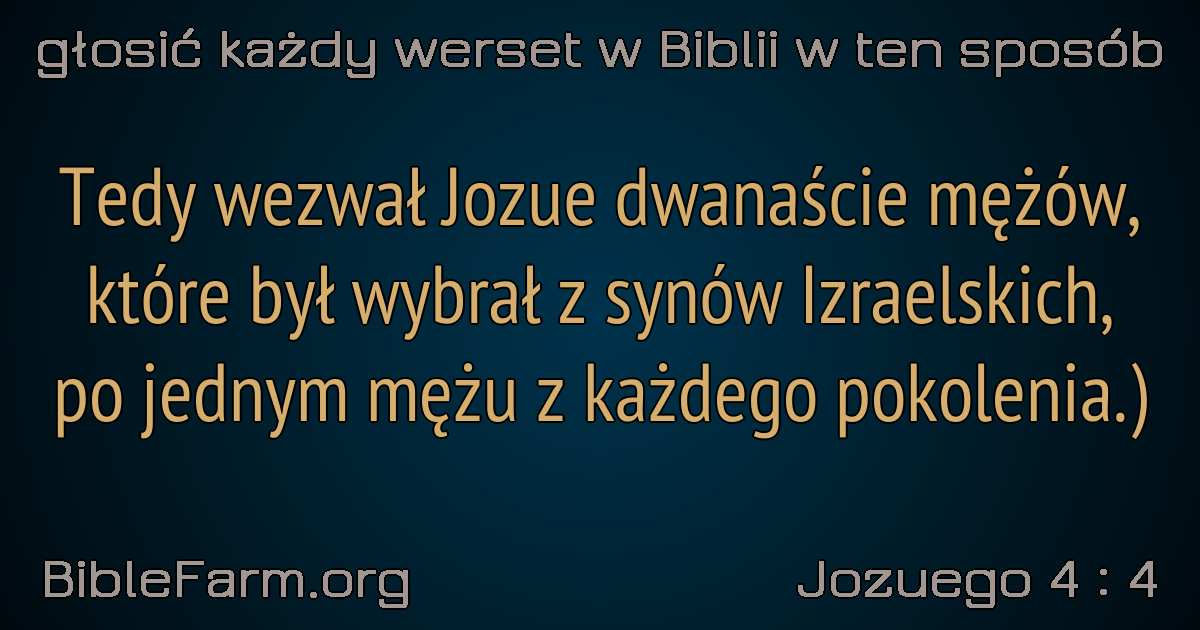 głosić każdy werset w Biblii w ten sposób
Tedy wezwał Jozue dwanaście mężów,
które był wybrał z synów Izraelskich,
po jednym mężu z każdego pokolenia.)
BibleFarm.org
Jozuego 4 : 4